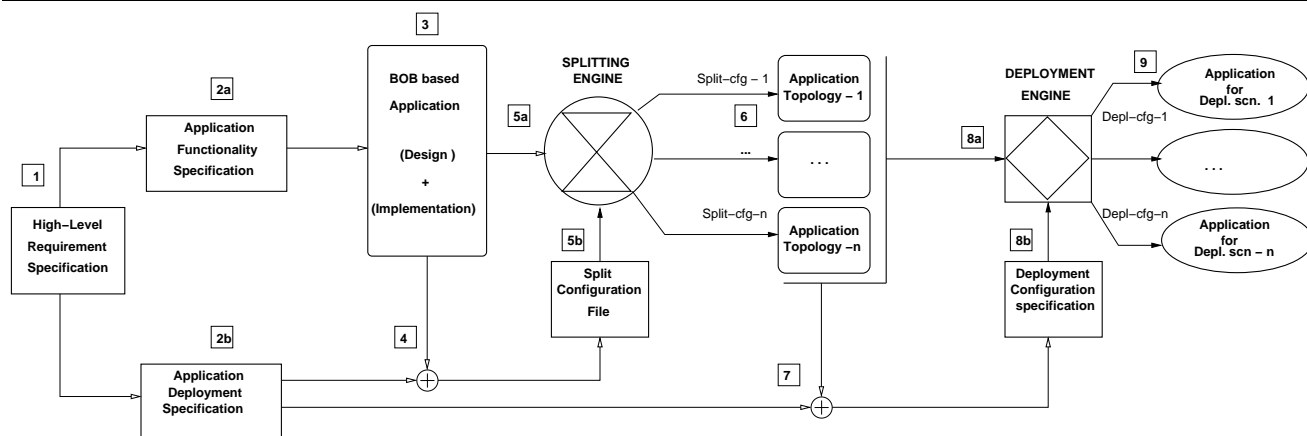 1
High–Level
Requirement
Specification
2a
Application
Functionality
Specification
2b
Application
Deployment
Specification
3
BOB based
Application
(Design )
+
(Implementation)
4
5a
SPLITTING
ENGINE
5b
Split
Configuration
File
Split–cfg – 1
6
...
Split–cfg–n
Application
Topology – 1
. . .
Application
Topology –n
7
8a
DEPLOYMENT
ENGINE
8b
Deployment
Configuration
specification
9
Depl–cfg–1
Depl–cfg–n
Application
for
Depl. scn. 1
. . .
Application
for
Depl. scn – n